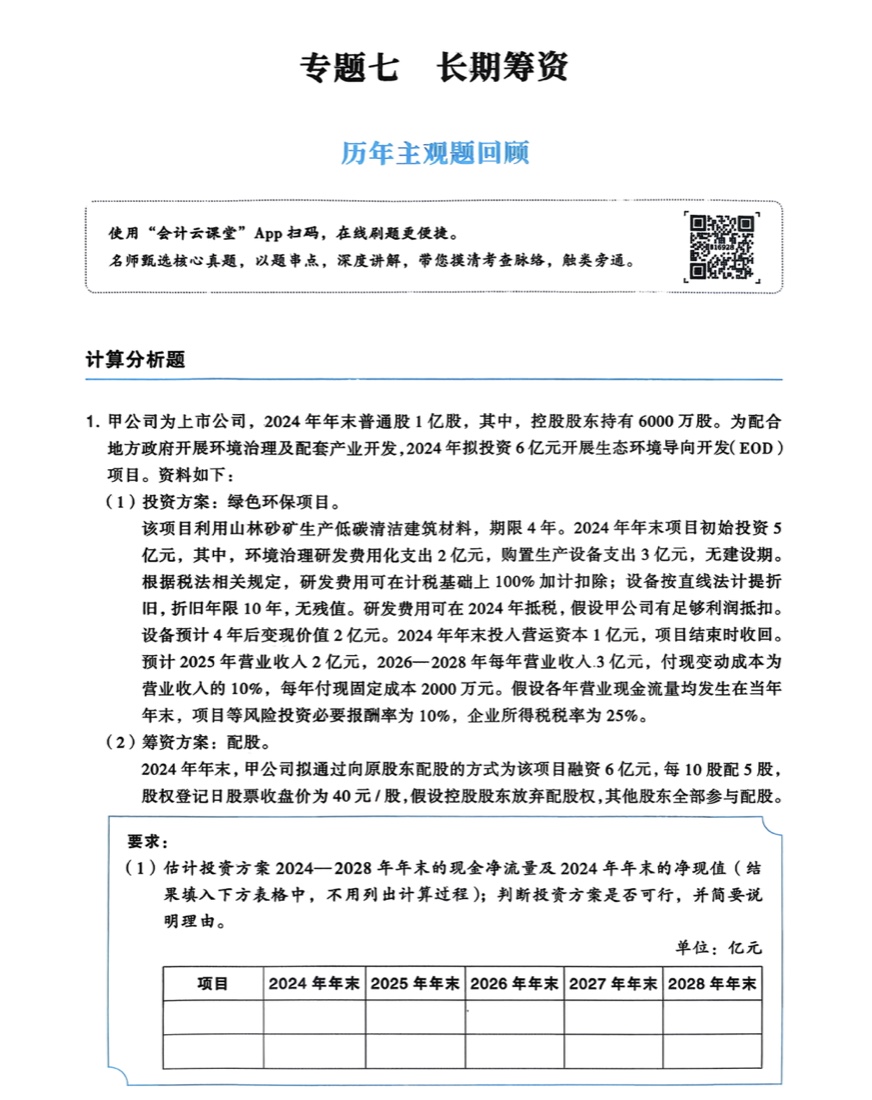 专题七 长期筹资
历年主观题回顾
使用“会计云课堂”App扫码，在线刷题更便捷。
名师甄选核心真题，以题串点，深度讲解，带您摸清考查脉络，触类旁通。
计算分析题
1. 甲公司为上市公司，2024年年末普通股1亿股，其中，控股股东持有6000万股。为配合
地方政府开展环境治理及配套产业开发,2024年拟投资6亿元开展生态环境导向开发(EOD)
项目。资料如下：
（1）投资方案：绿色环保项目。
该项目利用山林砂矿生产低碳清洁建筑材料，期限4年。2024年年末项目初始投资5
亿元，其中，环境治理研发费用化支出2亿元，购置生产设备支出3亿元，无建设期。
根据税法相关规定，研发费用可在计税基础上100%加计扣除；设备按直线法计提折
旧，折旧年限10年，无残值。研发费用可在2024年抵税，假设甲公司有足够利润抵扣。
设备预计4年后变现价值2亿元。2024年年末投入营运资本1亿元，项目结束时收回。
预计2025年营业收入2亿元，2026—2028年每年营业收入3亿元，付现变动成本为
营业收入的10%，每年付现固定成本2000万元。假设各年营业现金流量均发生在当年
年末，项目等风险投资必要报酬率为10%，企业所得税税率为25%。
（2）筹资方案：配股。
2024年年末，甲公司拟通过向原股东配股的方式为该项目融资6亿元，每10股配5股，
股权登记日股票收盘价为40元/股，假设控股股东放弃配股权，其他股东全部参与配股。
要求：
（1）估计投资方案2024—2028年年末的现金净流量及2024年年末的净现值（结
果填入下方表格中，不用列出计算过程）；判断投资方案是否可行，并简要说
明理由。
单位：亿元
项目 2024年年末 2025年年末 2026年年末 2027年年末 2028年年末